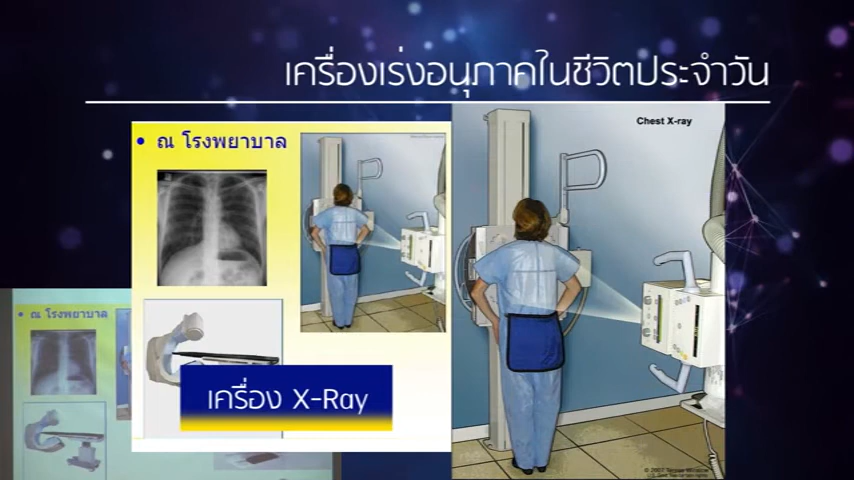 เครื่องเร่งอนุภาคในชีวิตประจำวัน
• ณ โรงพยาบาล
Chest X-ray
• ณ โรงพยาบาล
เครื่อง X-Ray